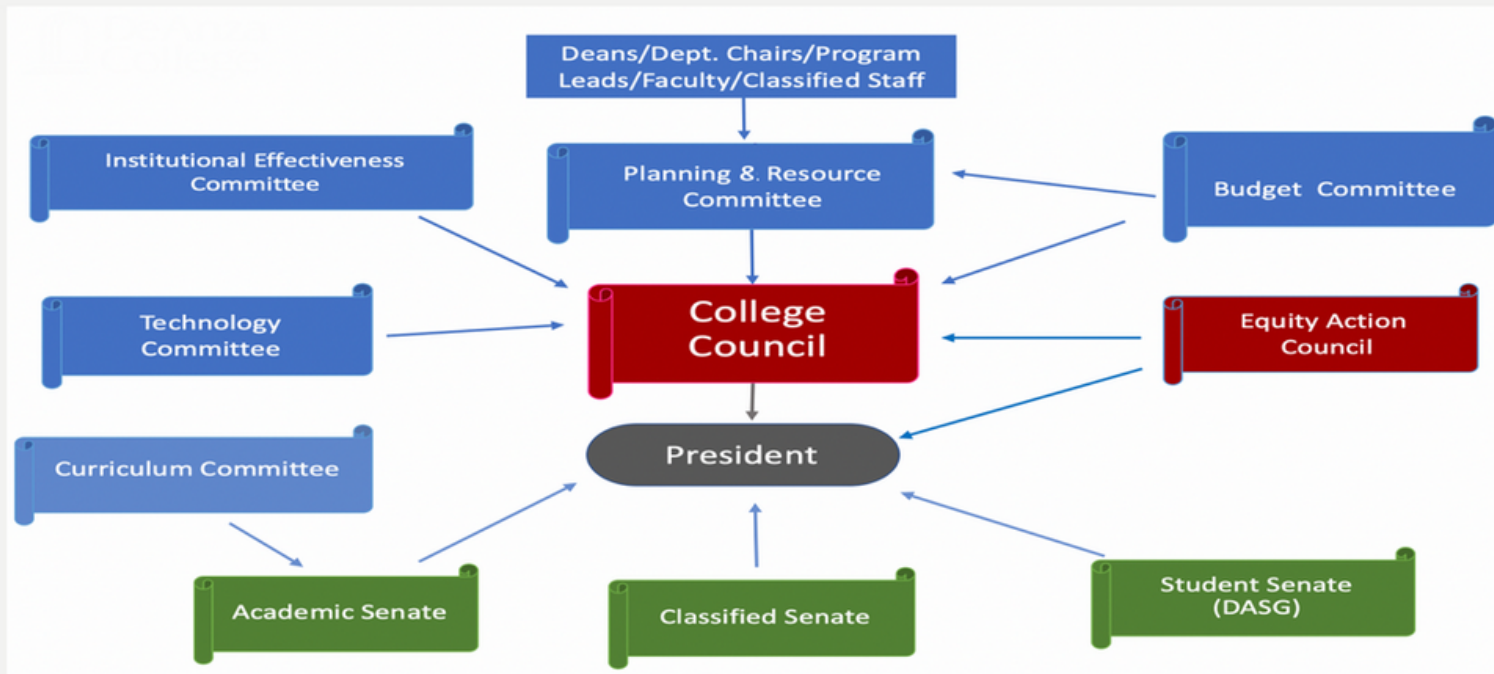 Deans/Dept. Chairs/Program
Leads/Faculty/Classified Staff
Institutional Effectiveness
Committee
Planning &. Resource
Committee
Budget Committee
Technology
Committee
College
Council
Equity Action
Council
Curriculum Committee
President
Academic Senate
Classified Senate
Student Senate
(DASG)